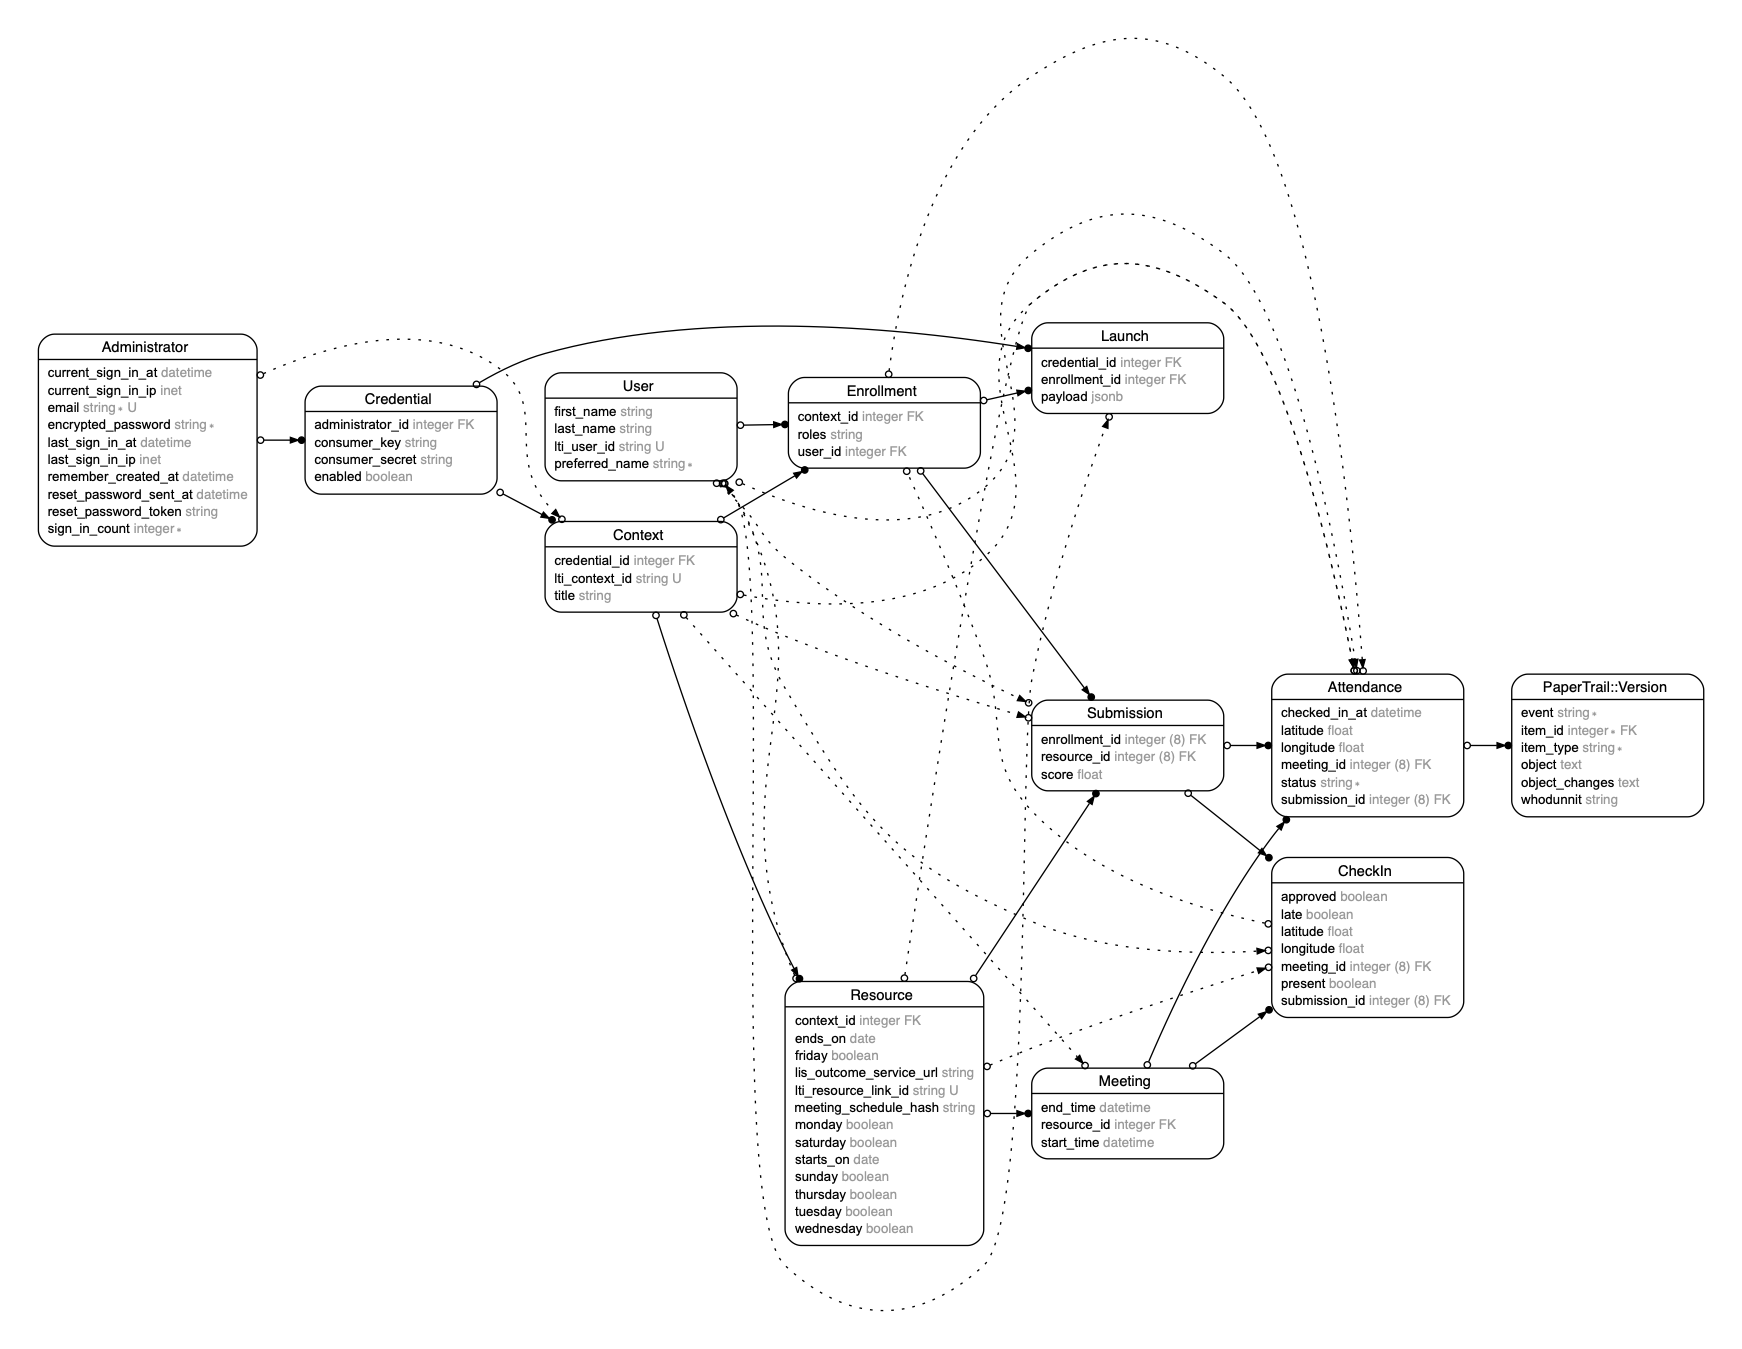 Administrator
current_sign_in_at datetime
current_sign_in_ip inet
email string * U
encrypted_password string *
last_sign_in_at datetime
last_sign_in_ip inet
remember_created_at datetime
reset_password_sent_at datetime
reset_password_token string
sign_in_count integer *
Credential
administrator_id integer FK
consumer_key string
consumer_secret string
enabled boolean
User
first_name string
last_name string
lti_user_id string U
preferred_name string *
Context
credential_id integer FK
lti_context_id string U
title string
Enrollment
context_id integer FK
roles string
user_id integer FK
Launch
credential_id integer FK
enrollment_id integer FK
payload jsonb
Submission
enrollment_id integer (8) FK
resource_id integer (8) FK
score float
Attendance
checked_in_at datetime
latitude float
longitude float
meeting_id integer (8) FK
status string *
submission_id integer (8) FK
PaperTrail::Version
event string *
item_id integer * FK
item_type string *
object text
object_changes text
whodunnit string
CheckIn
approved boolean
late boolean
latitude float
longitude float
meeting_id integer (8) FK
present boolean
submission_id integer (8) FK
Resource
context_id integer FK
ends_on date
friday boolean
lis_outcome_service_url string
lti_resource_link_id string U
meeting_schedule_hash string
monday boolean
saturday boolean
starts_on date
sunday boolean
thursday boolean
tuesday boolean
wednesday boolean
Meeting
end_time datetime
resource_id integer FK
start_time datetime